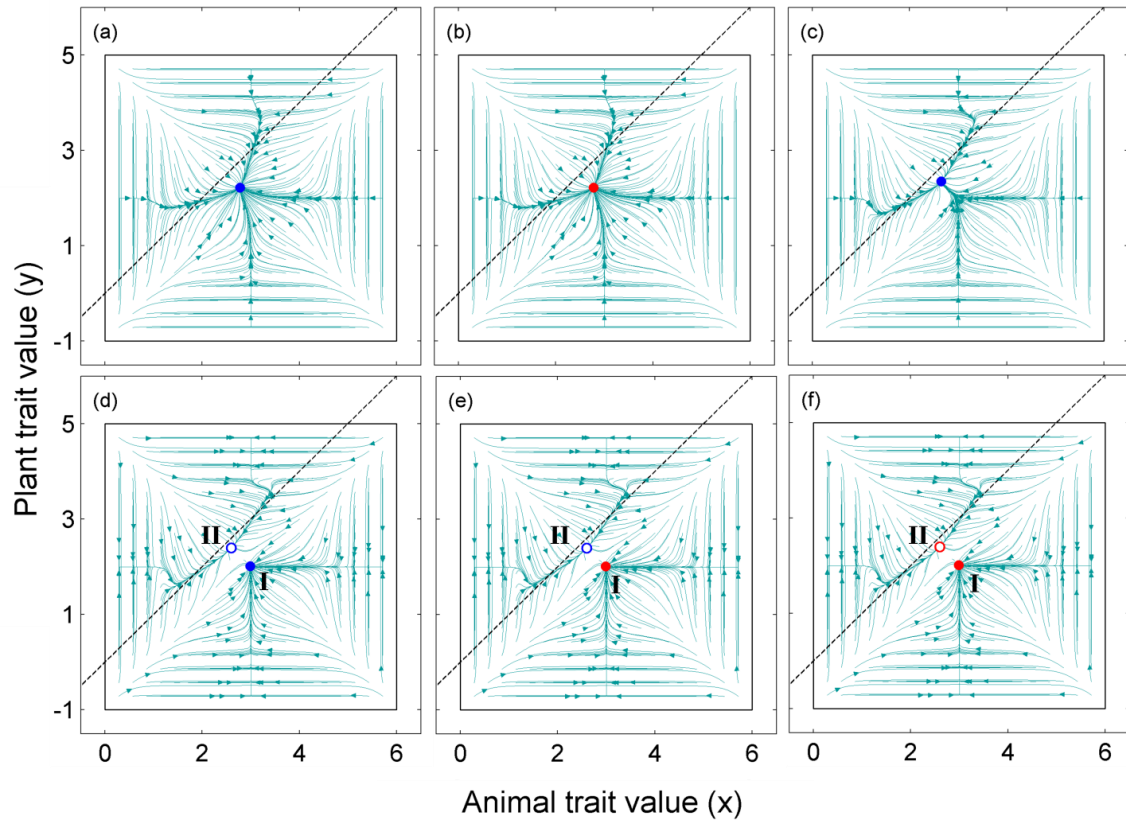 (a) (b) (c)
5
3
1
-1
(d) (e) (f)
5
3
1
-1
II II II
I I I
0 2 4 6 0 2 4 6 0 2 4 6
Plant trait value (y)
Animal trait value (x)